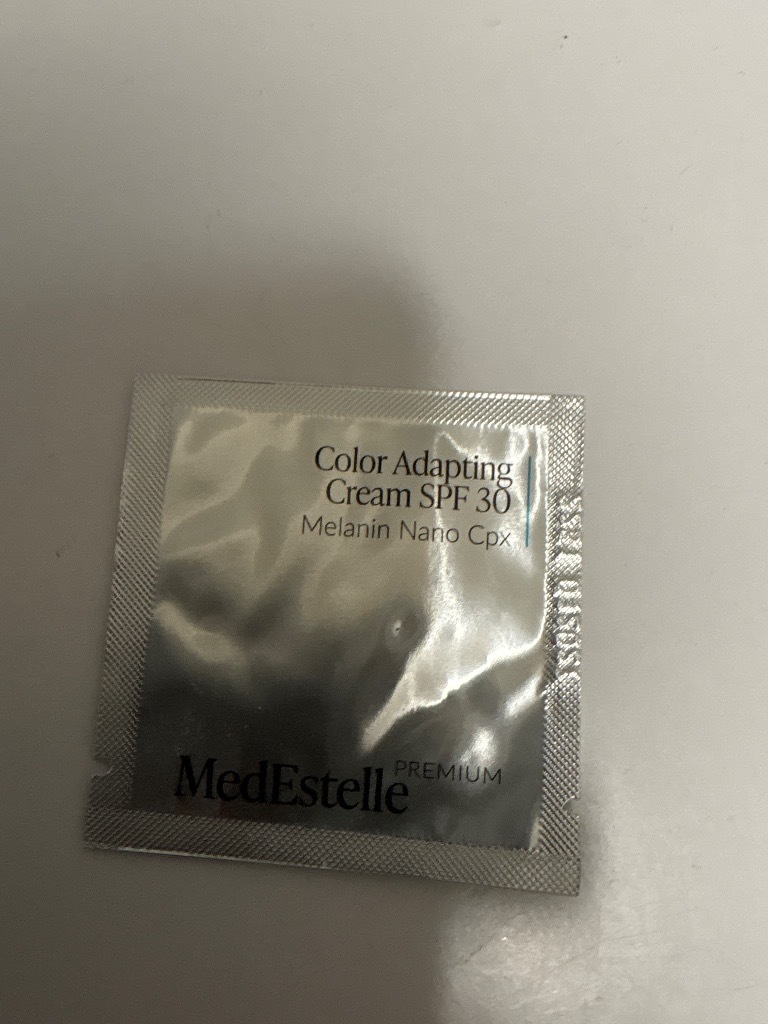 Color Adapting
Cream SPF 30
Melanin Nano Cpx
MedEstelle PREMIUM